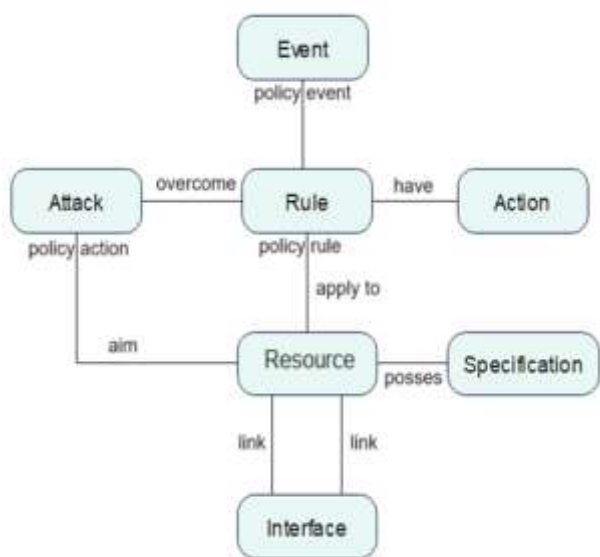 Event
policy event
overcome
have
Attack
Rule
Action
policy action
policy rule
apply to
aim
Resource
Specification
posses
link
link
Interface